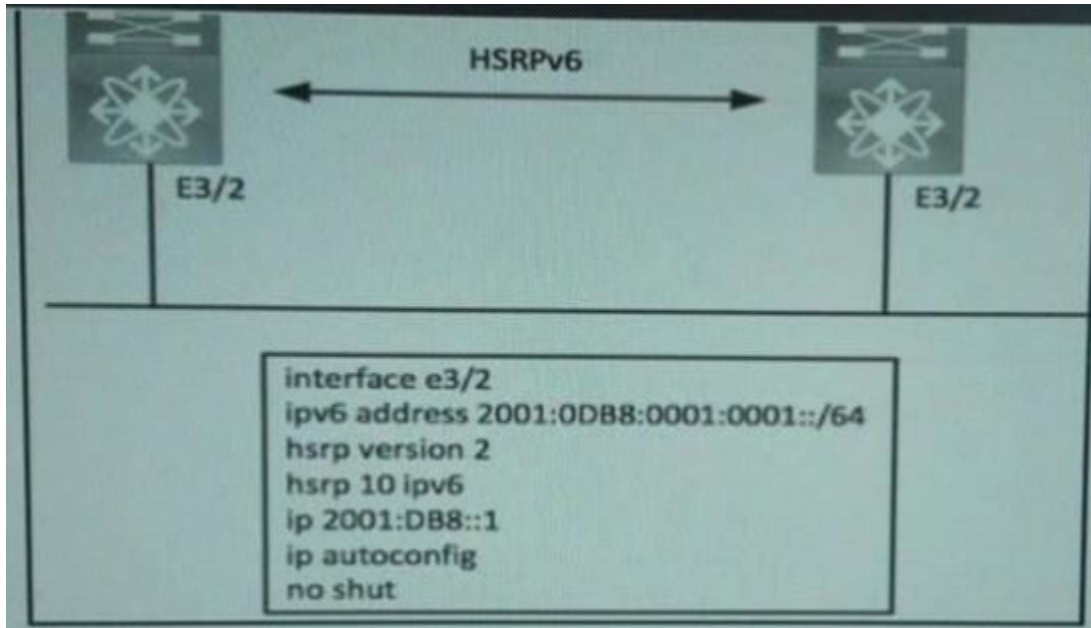 HSRPv6
E3/2
E3/2
interface e3/2
ipv6 address 2001:0DB8:0001:0001::/64
hsrp version 2
hsrp 10 ipv6
ip 2001:DB8::1
ip autoconfig
no shut